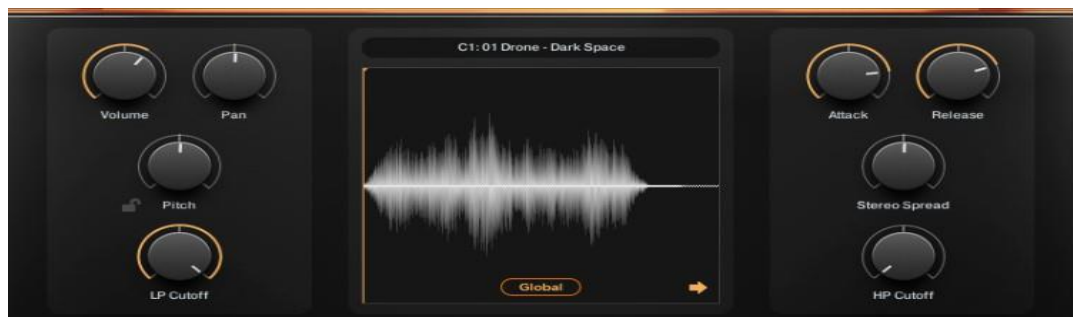 C1: 01 Drone - Dark Space
Volume
Pan
Attack
Release
Pitch
Stereo Spread
LP Cutoff
Global
HP Cutoff